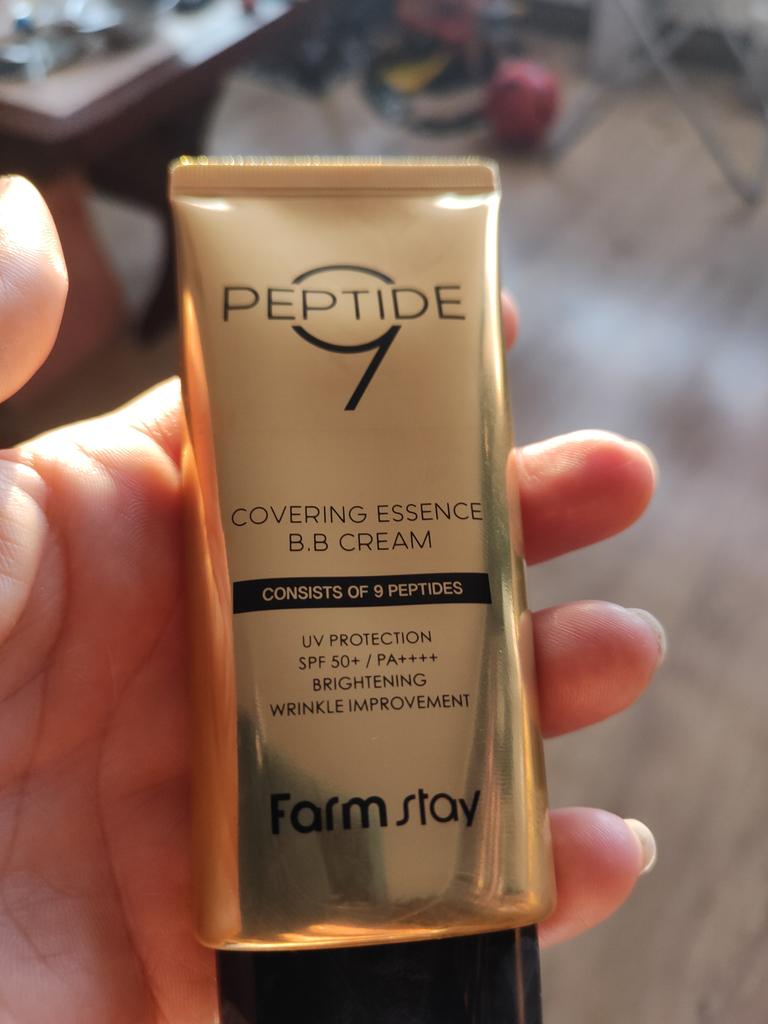 PEPTIDE
9
COVERING ESSENCE
B.B CREAM
CONSISTS OF 9 PEPTIDES
UV PROTECTION
SPF 50+ / PA++++
BRIGHTENING
WRINKLE IMPROVEMENT
Farm stay